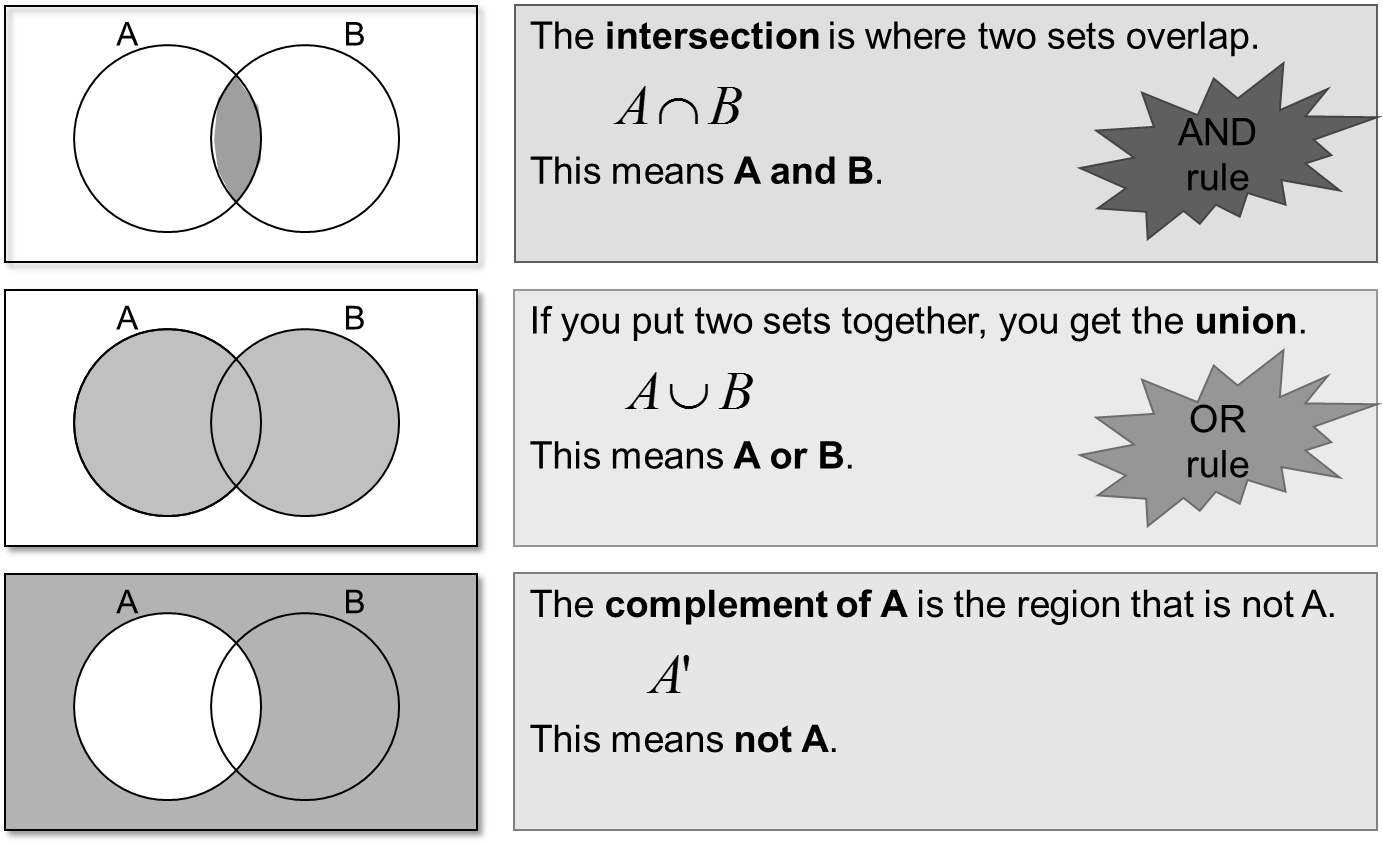 A B
The intersection is where two sets overlap.
A∩B
This means A and B.
AND
rule
A B
If you put two sets together, you get the union.
A∪B
This means A or B.
OR
rule
A B
The complement of A is the region that is not A.
A'
This means not A.